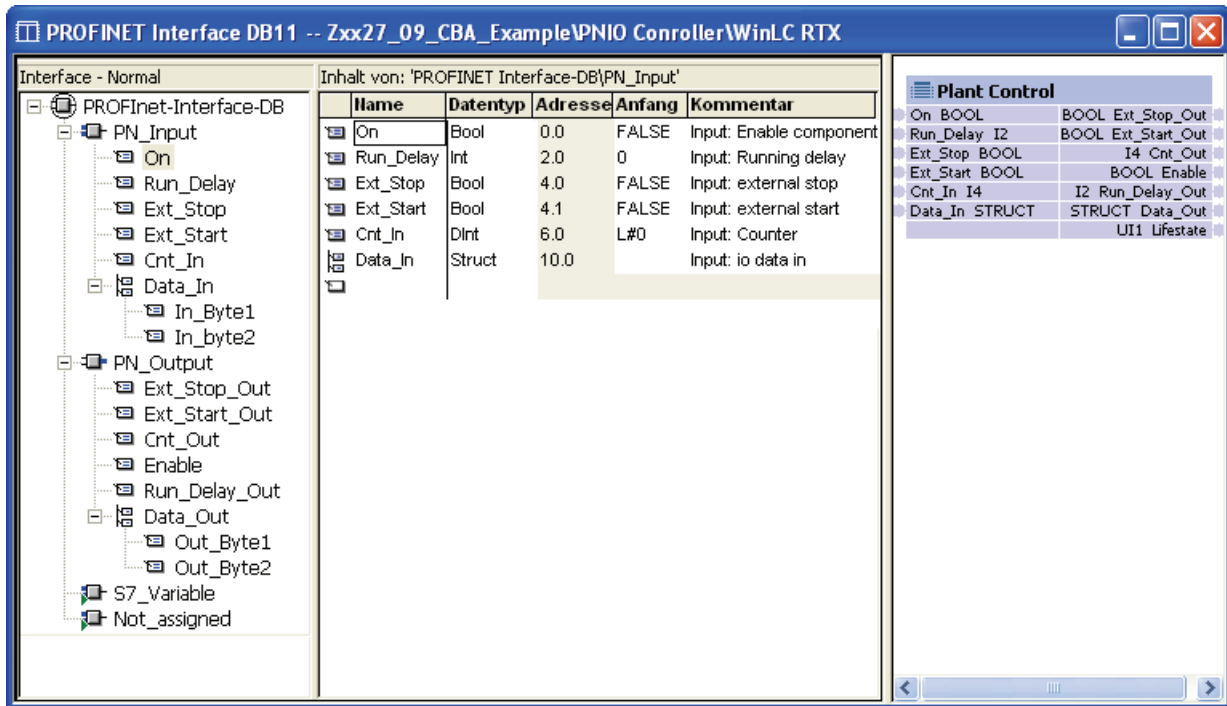 PROFINET Interface DB11 -- Zxx27_09_CBA_Example\PNIO Conroller\WinLC RTX
Interface - Normal
PROFInet-Interface-DB
PN_Input
On
Run_Delay
Ext_Stop
Ext_Start
Cnt_In
Data_In
In_Byte1
In_byte2
PN_Output
Ext_Stop_Out
Ext_Start_Out
Cnt_Out
Enable
Run_Delay_Out
Data_Out
Out_Byte1
Out_Byte2
S7_Variable
Not_assigned
Inhalt von: 'PROFINET Interface-DB\PN_Input'
Name Datentyp Adresse Anfang Kommentar
On Bool 0.0 FALSE Input: Enable component
Run_Delay Int 2.0 0 Input: Running delay
Ext_Stop Bool 4.0 FALSE Input: external stop
Ext_Start Bool 4.1 FALSE Input: external start
Cnt_In DInt 6.0 L#0 Input: Counter
Data_In Struct 10.0 Input: io data in
Plant Control
On BOOL BOOL Ext_Stop_Out
Run_Delay I2 BOOL Ext_Start_Out
Ext_Stop BOOL I4 Cnt_Out
Ext_Start BOOL BOOL Enable
Cnt_In I4 I2 Run_Delay_Out
Data_In STRUCT STRUCT Data_Out
UI1 Lifestate